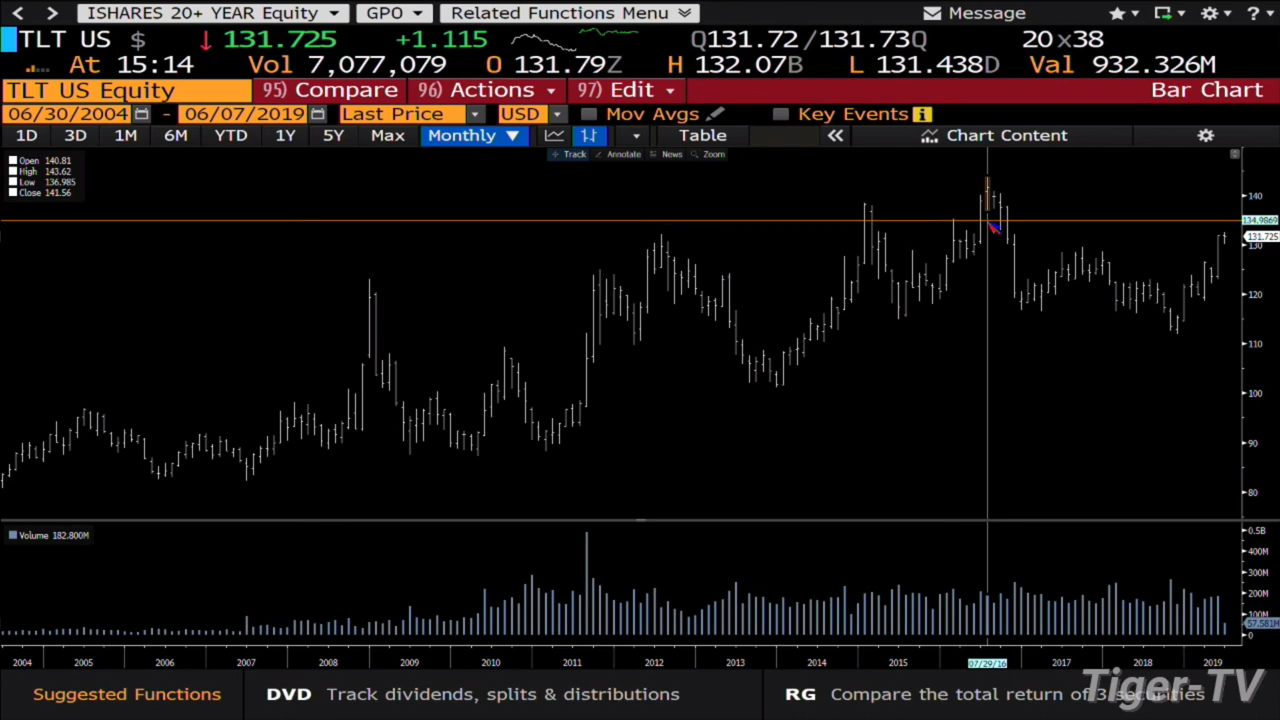 ISHARES 20+ YEAR Equity GPO Related Functions Menu Message
TLT US $ 131.725 +1.115 Q131.72/131.73Q 20x38
At 15:14 Vol 7,077,079 O 131.79Z H 132.07B L 131.438D Val 932.326M
TLT US Equity 95) Compare 96) Actions 97) Edit Bar Chart
06/30/2004 - 06/07/2019 Last Price USD Mov Avgs Key Events
1D 3D 1M 6M YTD 1Y 5Y Max Monthly Table Chart Content
Track Annotate News Zoom
Open 140.81
High 143.62
Low 136.985
Close 141.56
140
134.9869
131.725
130
120
110
100
90
80
Volume 182.800M
0.5B
400M
300M
200M
100M
57.581M
0
2004 2005 2006 2007 2008 2009 2010 2011 2012 2013 2014 2015 07/29/16 2017 2018 2019
Suggested Functions DVD Track dividends, splits & distributions RG Compare the total return of 3 securities
Tiger-TV